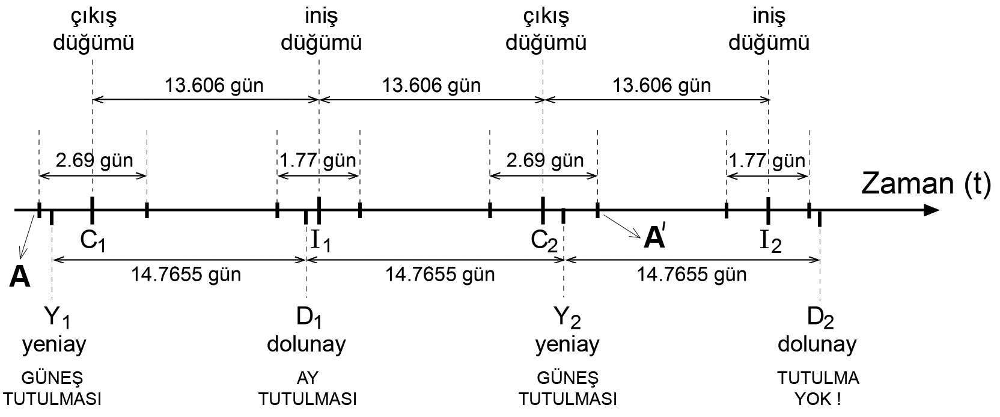 çıkış iniş çıkış iniş
düğümü düğümü düğümü düğümü
13.606 gün 13.606 gün 13.606 gün
2.69 gün 1.77 gün 2.69 gün 1.77 gün
Zaman (t)
C1 I1 C2 A' I2
A 14.7655 gün 14.7655 gün 14.7655 gün
Y1 D1 Y2 D2
yeniay dolunay yeniay dolunay
GÜNEŞ AY GÜNEŞ TUTULMA
TUTULMASI TUTULMASI TUTULMASI YOK !